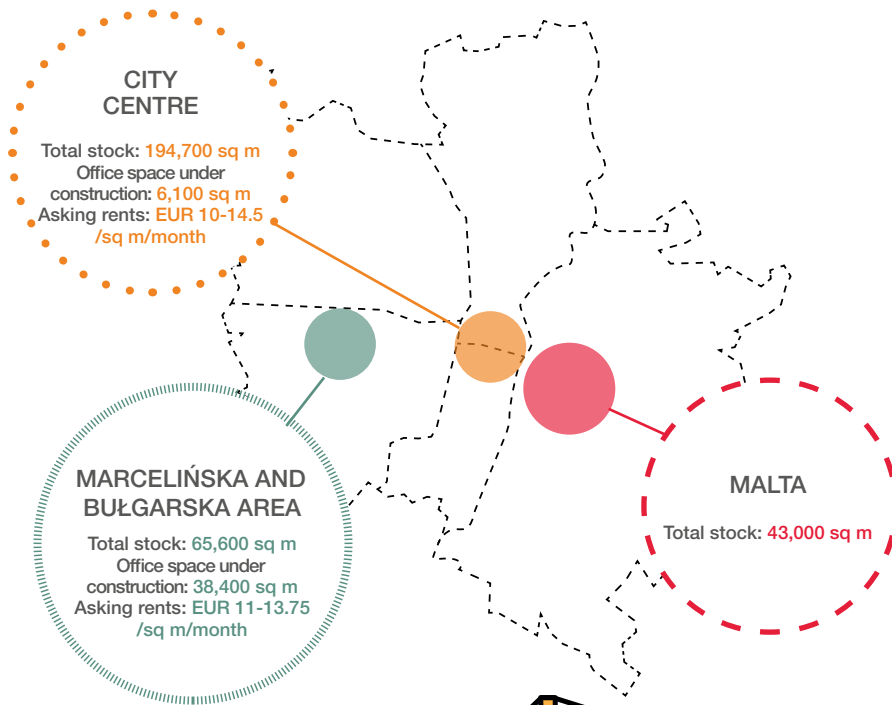 CITY
CENTRE
Total stock: 194,700 sq m
Office space under
construction: 6,100 sq m
Asking rents: EUR 10-14.5
/sq m/month
MARCELIŃSKA AND
BUŁGARSKA AREA
Total stock: 65,600 sq m
Office space under
construction: 38,400 sq m
Asking rents: EUR 11-13.75
/sq m/month
MALTA
Total stock: 43,000 sq m